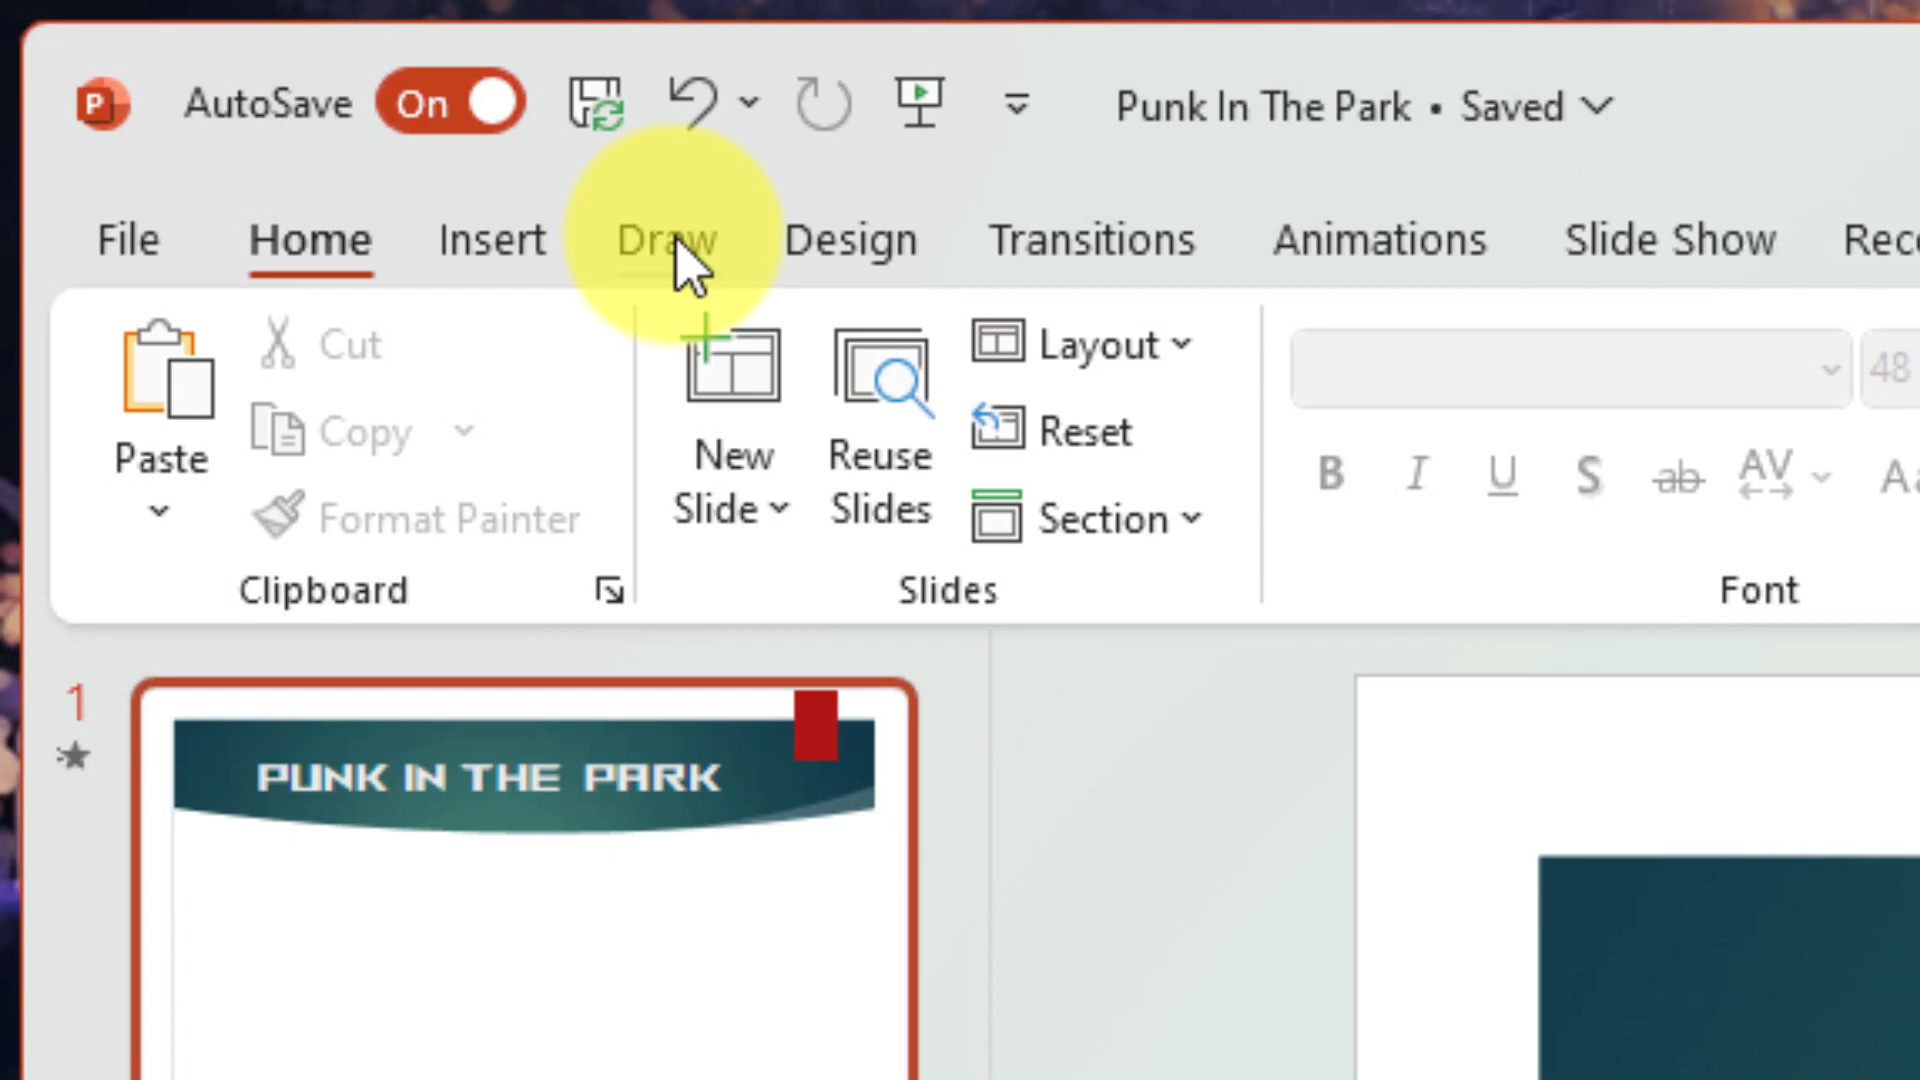 P AutoSave On Punk In The Park • Saved
File Home Insert Draw Design Transitions Animations Slide Show
Paste
Cut
Copy
Format Painter
Clipboard
New Slide
Reuse Slides
Layout
Reset
Section
Slides
48
B I U S ab AV Aa
Font
1
PUNK IN THE PARK